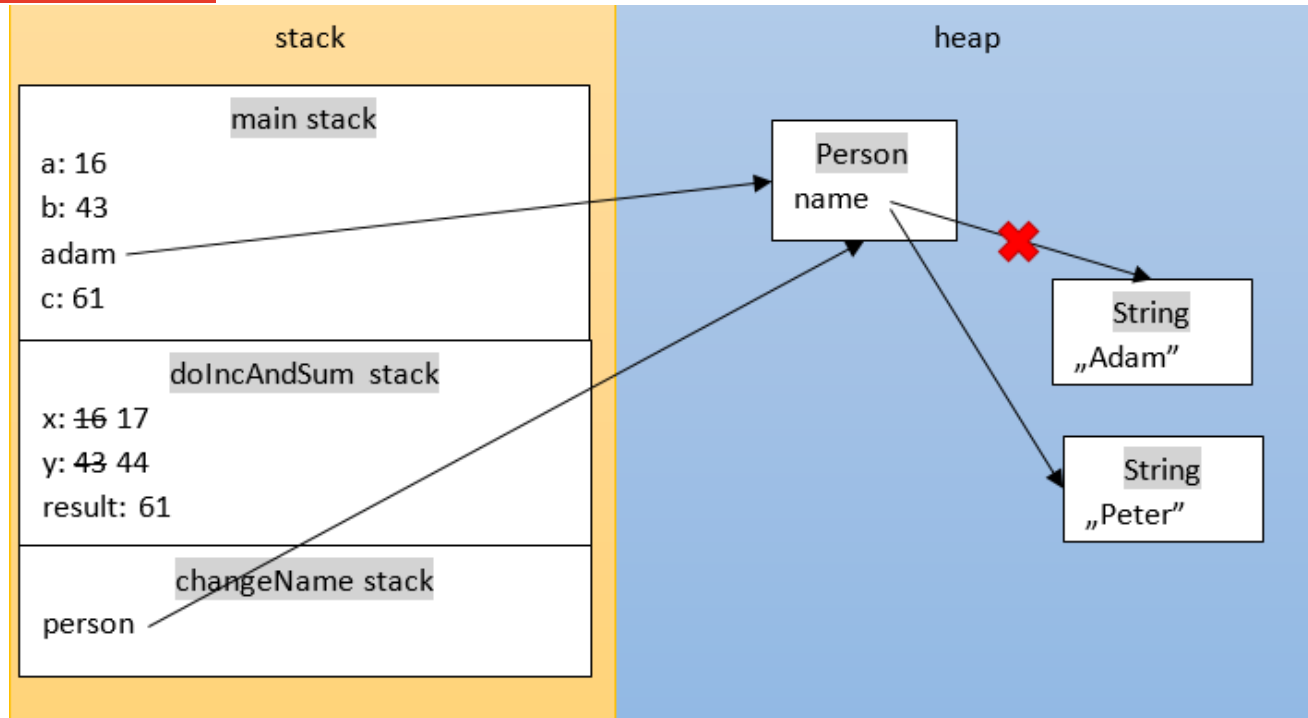 stack
main stack
a: 16
b: 43
adam
c: 61
doIncAndSum stack
x: 16 17
y: 43 44
result: 61
changeName stack
person
heap
Person
name
String
„Adam”
String
„Peter”